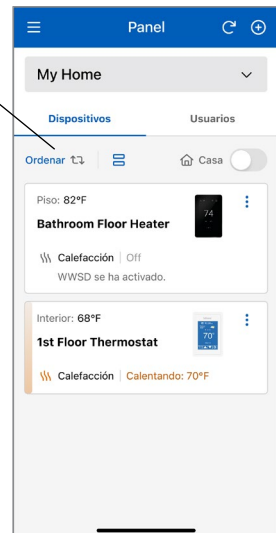 Panel
My Home
Dispositivos Usuarios
Ordenar Casa
Piso: 82°F
Bathroom Floor Heater
74
Calefacción | Off
WWSD se ha activado.
Interior: 68°F
1st Floor Thermostat
70°
Calefacción | Calentando: 70°F